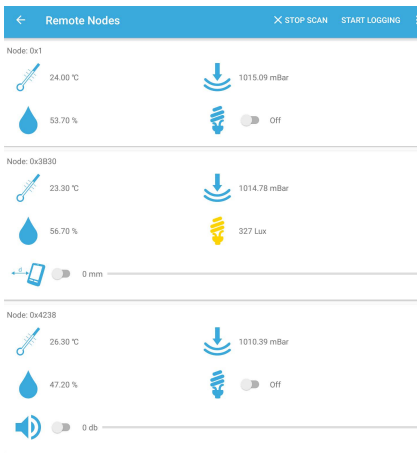 Remote Nodes STOP SCAN START LOGGING
Node: 0x1
24.00 °C 1015.09 mBar
53.70 % Off
Node: 0x3B30
23.30 °C 1014.78 mBar
56.70 % 327 Lux
d 0 mm
Node: 0x4238
26.30 °C 1010.39 mBar
47.20 % Off
0 db